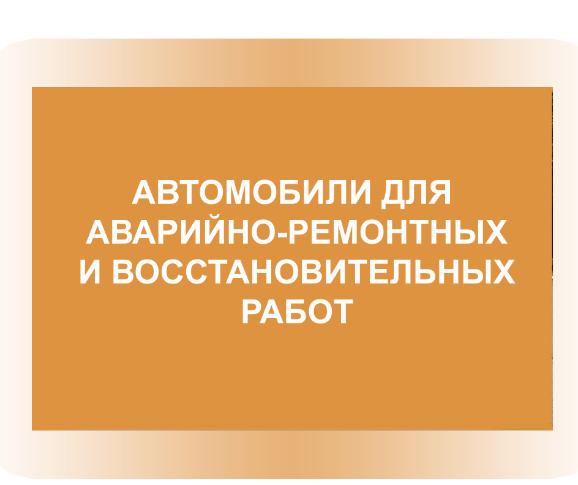 АВТОМОБИЛИ ДЛЯ
АВАРИЙНО-РЕМОНТНЫХ
И ВОССТАНОВИТЕЛЬНЫХ
РАБОТ